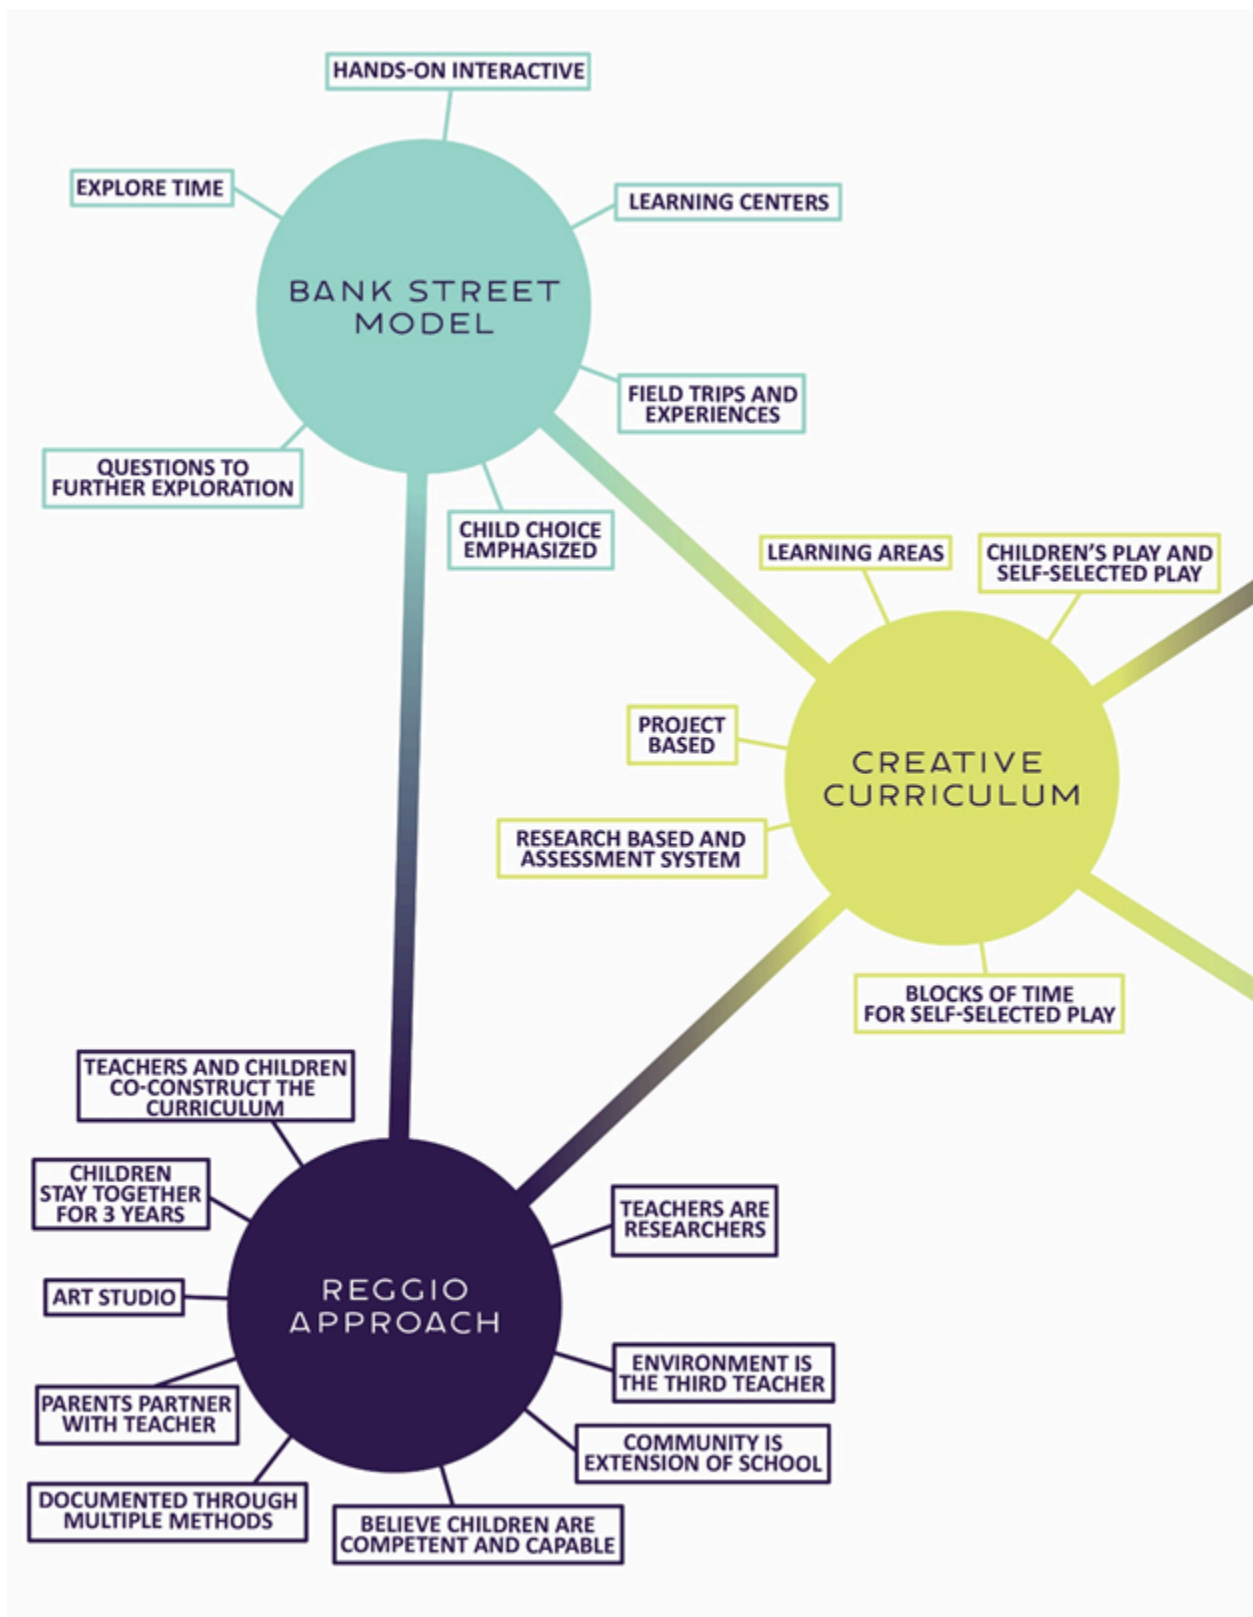 HANDS-ON INTERACTIVE
EXPLORE TIME
LEARNING CENTERS
BANK STREET
MODEL
FIELD TRIPS AND
EXPERIENCES
QUESTIONS TO
FURTHER EXPLORATION
CHILD CHOICE
EMPHASIZED
LEARNING AREAS
CHILDREN'S PLAY AND
SELF-SELECTED PLAY
PROJECT
BASED
CREATIVE
CURRICULUM
RESEARCH BASED AND
ASSESSMENT SYSTEM
BLOCKS OF TIME
FOR SELF-SELECTED PLAY
TEACHERS AND CHILDREN
CO-CONSTRUCT THE
CURRICULUM
CHILDREN
STAY TOGETHER
FOR 3 YEARS
TEACHERS ARE
RESEARCHERS
ART STUDIO
REGGIO
APPROACH
ENVIRONMENT IS
THE THIRD TEACHER
PARENTS PARTNER
WITH TEACHER
COMMUNITY IS
EXTENSION OF SCHOOL
DOCUMENTED THROUGH
MULTIPLE METHODS
BELIEVE CHILDREN ARE
COMPETENT AND CAPABLE